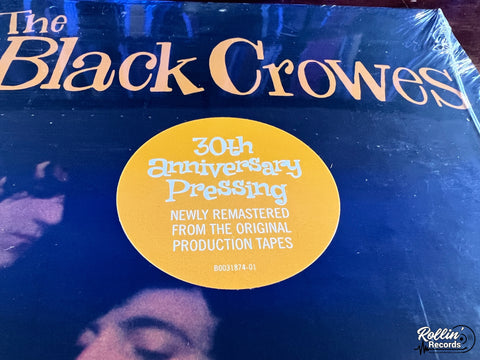 The
Black Crowes
30th
anniversary
Pressing
NEWLY REMASTERED
FROM THE ORIGINAL
PRODUCTION TAPES
B0031874-01
Rollin'
Records